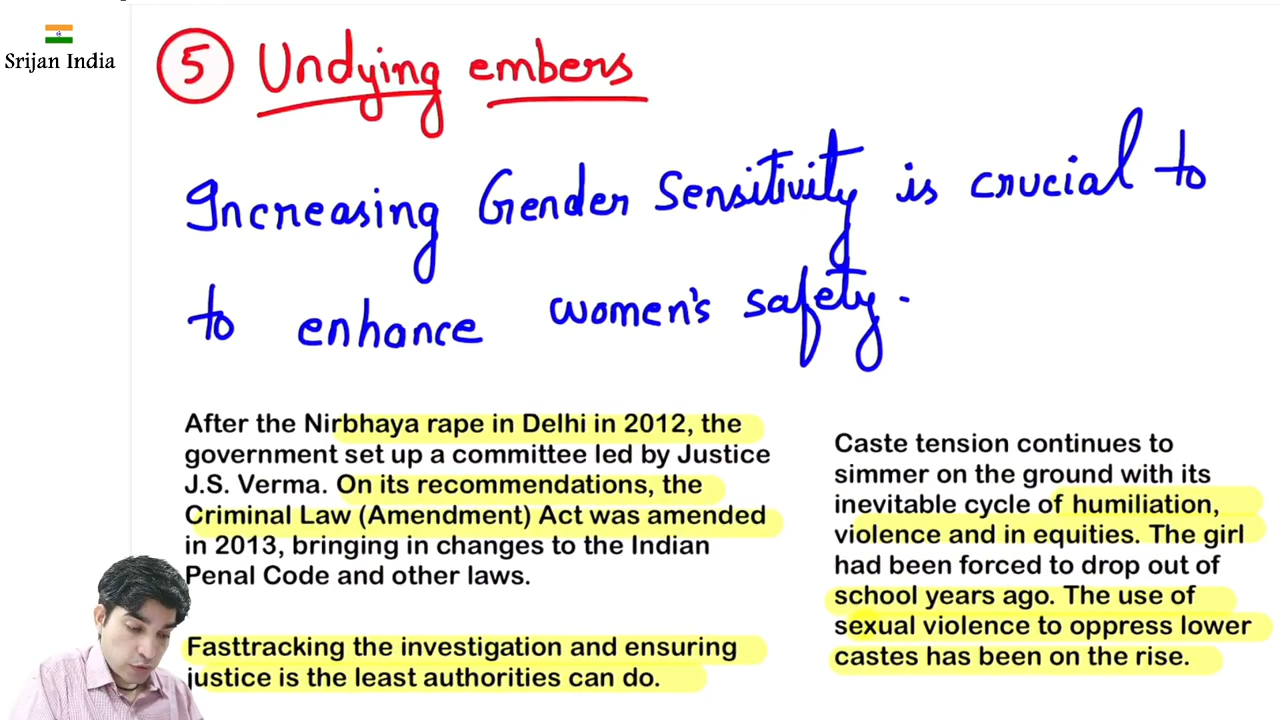 Srijan India
5 Undying embers
Increasing Gender Sensitivity is crucial to
to enhance women's safety.
After the Nirbhaya rape in Delhi in 2012, the
government set up a committee led by Justice
J.S. Verma. On its recommendations, the
Criminal Law (Amendment) Act was amended
in 2013, bringing in changes to the Indian
Penal Code and other laws.
Fasttracking the investigation and ensuring
justice is the least authorities can do.
Caste tension continues to
simmer on the ground with its
inevitable cycle of humiliation,
violence and in equities. The girl
had been forced to drop out of
school years ago. The use of
sexual violence to oppress lower
castes has been on the rise.